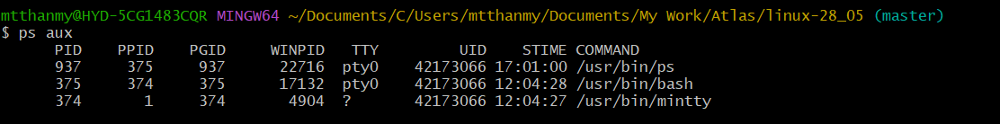 mtthanmy@HYD-5CG1483CQR MINGW64 ~/Documents/C/Users/mtthanmy/Documents/My Work/Atlas/linux-28_05 (master)
$ ps aux
      PID    PPID    PGID     WINPID   TTY         UID    STIME COMMAND
      937     375     937      22716  pty0      42173066 17:01:00 /usr/bin/ps
      375     374     375      17132  pty0      42173066 12:04:28 /usr/bin/bash
      374       1     374       4904  ?         42173066 12:04:27 /usr/bin/mintty